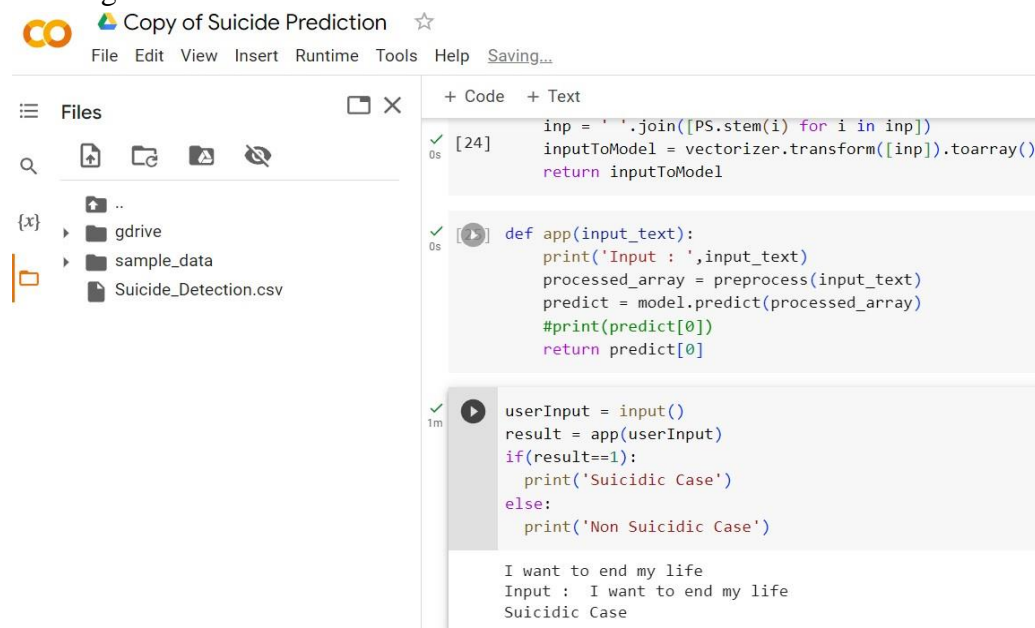 CO
Copy of Suicide Prediction
File Edit View Insert Runtime Tools Help Saving...
Files
{x}
..
gdrive
sample_data
Suicide_Detection.csv
+ Code + Text
0s
[24]
inp = ' '.join([PS.stem(i) for i in inp])
inputToModel = vectorizer.transform([inp]).toarray()
return inputToModel
0s
[25]
def app(input_text):
print('Input : ',input_text)
processed_array = preprocess(input_text)
predict = model.predict(processed_array)
#print(predict[0])
return predict[0]
1m
userInput = input()
result = app(userInput)
if(result==1):
print('Suicidic Case')
else:
print('Non Suicidic Case')
I want to end my life
Input :  I want to end my life
Suicidic Case